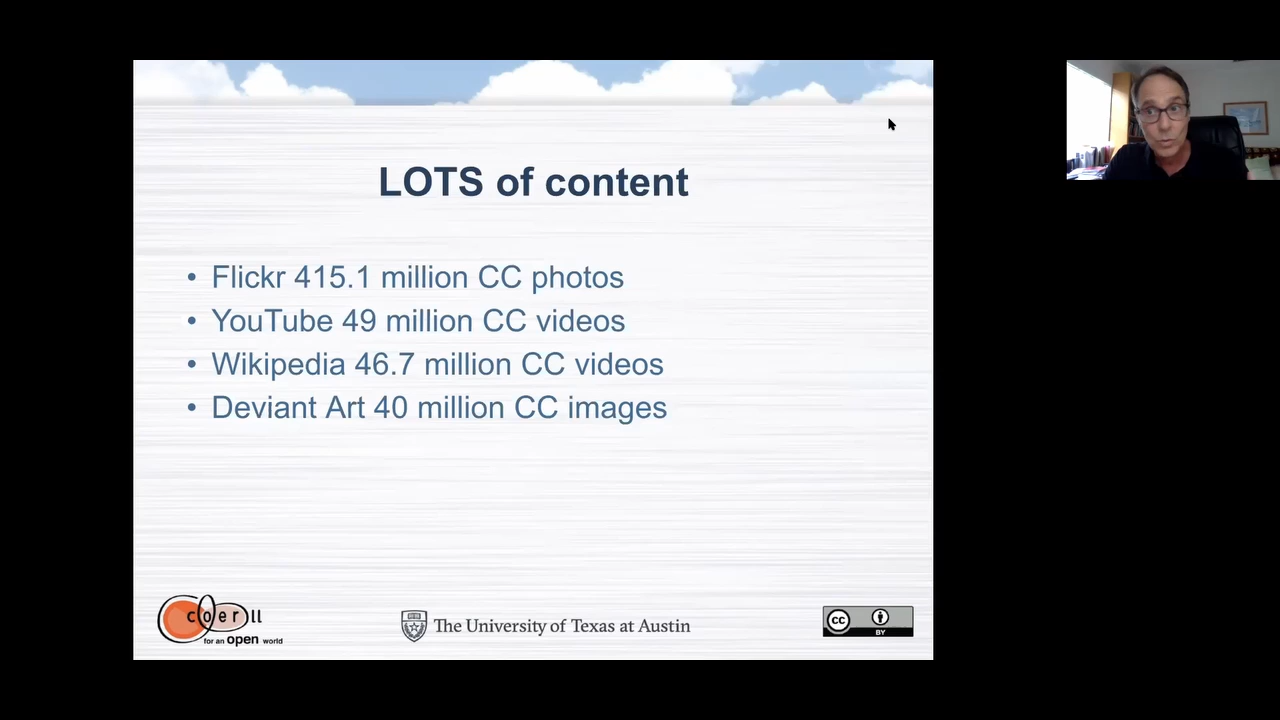 LOTS of content
• Flickr 415.1 million CC photos
• YouTube 49 million CC videos
• Wikipedia 46.7 million CC videos
• Deviant Art 40 million CC images
coerll
for an open world
The University of Texas at Austin
cc
BY